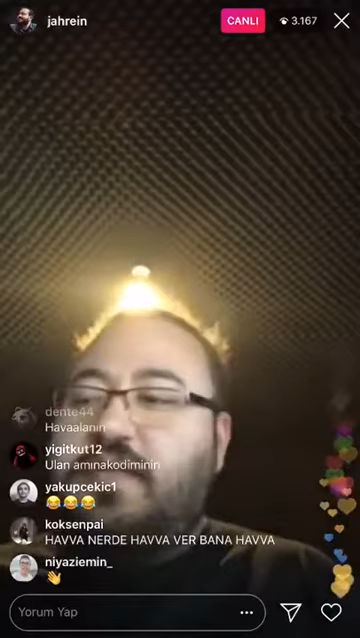 jahrein
CANLI
3.167
dente44
Havaalanın
yigitkut12
Ulan aminakodiminin
yakupcekic1
😂😂😂
koksenpai
HAVVA NERDE HAVVA VER BANA HAVVA
niyaziemin_
👋
Yorum Yap